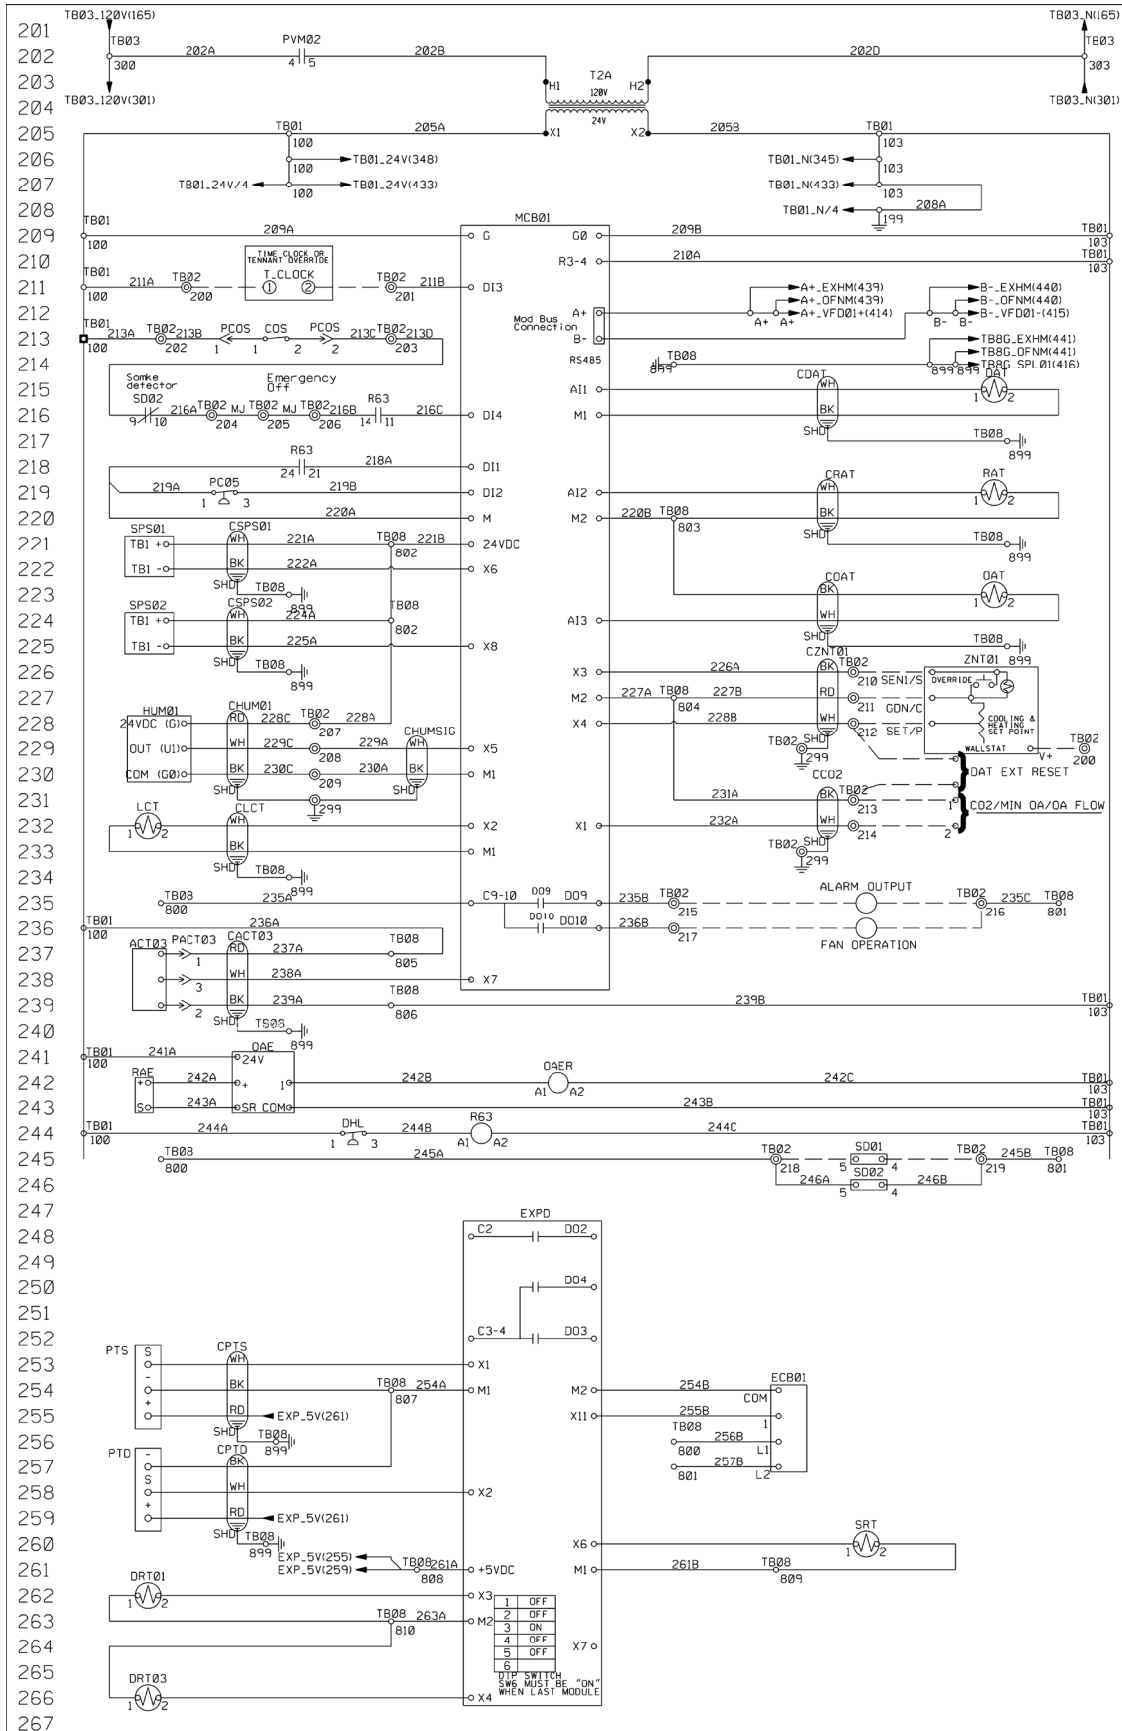 TB03_120V(165) TB03_N(165)
201
TB03 PVM02 TB03
202 202A 202B 202D
300 4 5 303
203 H1 T2A H2
120V
TB03_120V(301) TB03_N(301)
204
24V
205 TB01 205A X1 X2 205B TB01
100 103
206 TB01_24V(348) TB01_N(345)
100 103
207 TB01_24V/4 TB01_24V(433) TB01_N(433)
100 103
208 TB01_N/4 208A
199
TB01 MCB01 TB01
209 209A G G0 209B
100 103
210 TIME CLOCK OR R3-4 210A TB01
TENNANT OVERRIDE 103
TB01 T_CLOCK
211 211A TB02 1 2 TB02 211B DI3
100 200 201
A+_EXHM(439) B-_EXHM(440)
212 A+_OFNM(439) B-_OFNM(440)
A+ A+_VFD01+(414) B-_VFD01-(415)
Mod Bus A+ A+ B- B-
Connection
TB01 213A TB02 213B PCOS COS PCOS 213C TB02 213D
213 B- TB8G_EXHM(441)
100 202 1 1 2 2 203
TB8G_OFNM(441)
214 RS485 TB08 TB8G_SPL01(416)
899 899 899
Somke Emergency
detector Off
215 AI1 CDAT WH OAT
1 2
SD02 216A TB02 MJ TB02 MJ TB02 216B R63 216C
216 DI4 M1 BK
9 10 204 205 206 14 11
217 SHD TB08
899
218 R63 218A DI1
24 21
219 219A PC05 219B DI2 AI2 CRAT WH RAT
1 3 1 2
220 220A M M2 220B TB08 BK
803
221 SPS01 TB1 + CSPS01 WH 221A TB08 221B 24VDC SHD TB08
802 899
222 TB1 - BK 222A X6
223 SHD TB08 COAT BK OAT
899 1 2
224 SPS02 TB1 + CSPS02 WH 224A TB08 AI3 WH
802
225 TB1 - BK 225A X8 SHD TB08
899
226 SHD TB08 X3 226A CZNT01 BK TB02 SEN1/S ZNT01
899 210 OVERRIDE
227 M2 227A TB08 227B RD GDN/C
804 211
HUM01 CHUM01
228 24VDC (G) RD 228C TB02 228A X4 228B WH SET/P COOLING &
207 212 HEATING
SET POINT
CHUMSIG
229 OUT (U1) WH 229C 229A WH X5 TB02 SHD WALLSTAT V+ TB02
208 299 200
230 COM (G0) BK 230C 230A BK M1 CCO2 DAT EXT RESET
209
231 SHD SHD 231A BK TB02 1 CO2/MIN OA/OA FLOW
299 213
232 LCT CLCT WH X2 X1 232A WH 2
1 2 214
233 BK M1 TB02 SHD
299
234 SHD TB08
899
ALARM OUTPUT
235 TB08 235A C9-10 DO9 DO9 235B TB02 TB02 235C TB08
800 215 216 801
236 TB01 236A DO10 DO10 236B
100 217
FAN OPERATION
237 ACT03 PACT03 CACT03 RD 237A TB08
1 805
238 WH 238A X7
3
239 BK 239A TB08 239B TB01
2 806 103
240 SHD TB08
899
241 TB01 241A OAE
100 24V
242 RAE + 242A + 1 242B OAER 242C TB01
A1 A2 103
243 S 243A SR COM 243B TB01
103
244 TB01 244A DHL 244B R63 244C TB01
100 1 3 A1 A2 103
245 TB08 245A TB02 SD01 TB02 245B TB08
800 218 5 4 219 801
246 246A SD02 246B
5 4
247
EXPD
248 C2 DO2
249
250 DO4
251
252 C3-4 DO3
253 PTS S CPTS WH X1
254 - BK TB08 254A M1 M2 254B ECB01
807 COM
255 + RD EXP_5V(261) X11 255B
1
256 SHD TB08 TB08 256B
899 800 L1
257 PTD - CPTD BK 257B
801 L2
258 S WH X2
259 + RD EXP_5V(261)
260 SHD TB08 X6 SRT
899 1 2
EXP_5V(255)
261 EXP_5V(259) TB08 261A +5VDC M1 261B TB08
808 809
262 DRT01 X3
1 2
1 OFF
263 TB08 263A M2 2 OFF
810
3 ON
264 4 OFF X7
5 OFF
265 6
DIP SWITCH
SW6 MUST BE "ON"
WHEN LAST MODULE
266 DRT03 X4
1 2
267